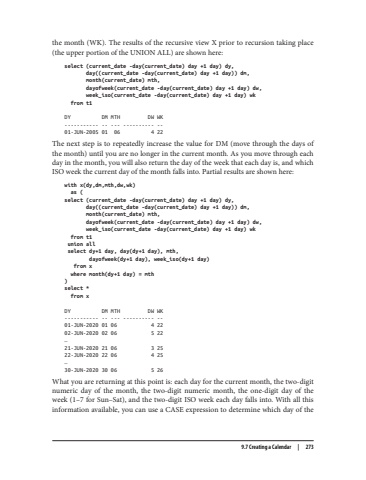 the month (WK). The results of the recursive view X prior to recursion taking place
(the upper portion of the UNION ALL) are shown here:
select (current_date -day(current_date) day +1 day) dy,
day((current_date -day(current_date) day +1 day)) dm,
month(current_date) mth,
dayofweek(current_date -day(current_date) day +1 day) dw,
week_iso(current_date -day(current_date) day +1 day) wk
from t1
DY DM MTH DW WK
----------- -- --- ---------- --
01-JUN-2005 01 06 4 22
The next step is to repeatedly increase the value for DM (move through the days of
the month) until you are no longer in the current month. As you move through each
day in the month, you will also return the day of the week that each day is, and which
ISO week the current day of the month falls into. Partial results are shown here:
with x(dy,dm,mth,dw,wk)
as (
select (current_date -day(current_date) day +1 day) dy,
day((current_date -day(current_date) day +1 day)) dm,
month(current_date) mth,
dayofweek(current_date -day(current_date) day +1 day) dw,
week_iso(current_date -day(current_date) day +1 day) wk
from t1
union all
select dy+1 day, day(dy+1 day), mth,
dayofweek(dy+1 day), week_iso(dy+1 day)
from x
where month(dy+1 day) = mth
)
select *
from x
DY DM MTH DW WK
----------- -- --- ---------- --
01-JUN-2020 01 06 4 22
02-JUN-2020 02 06 5 22
…
21-JUN-2020 21 06 3 25
22-JUN-2020 22 06 4 25
…
30-JUN-2020 30 06 5 26
What you are returning at this point is: each day for the current month, the two-digit
numeric day of the month, the two-digit numeric month, the one-digit day of the
week (1–7 for Sun–Sat), and the two-digit ISO week each day falls into. With all this
information available, you can use a CASE expression to determine which day of the
9.7 Creating a Calendar | 273